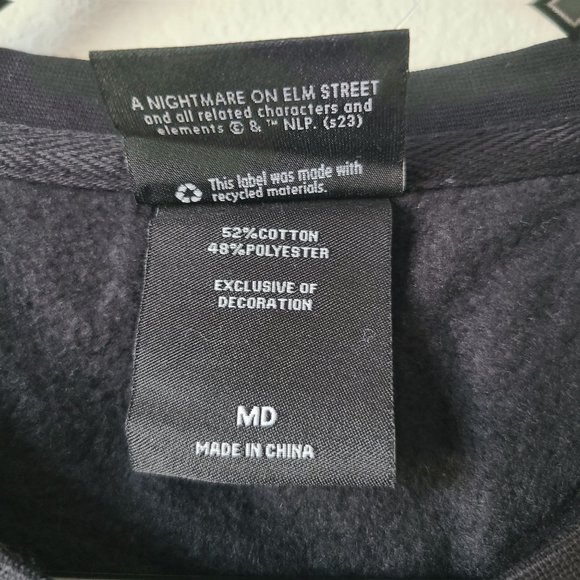 A NIGHTMARE ON ELM STREET
and all related characters and
elements © & ™ NLP. (s23)
This label was made with
recycled materials.
52%COTTON
48%POLYESTER
EXCLUSIVE OF
DECORATION
MD
MADE IN CHINA